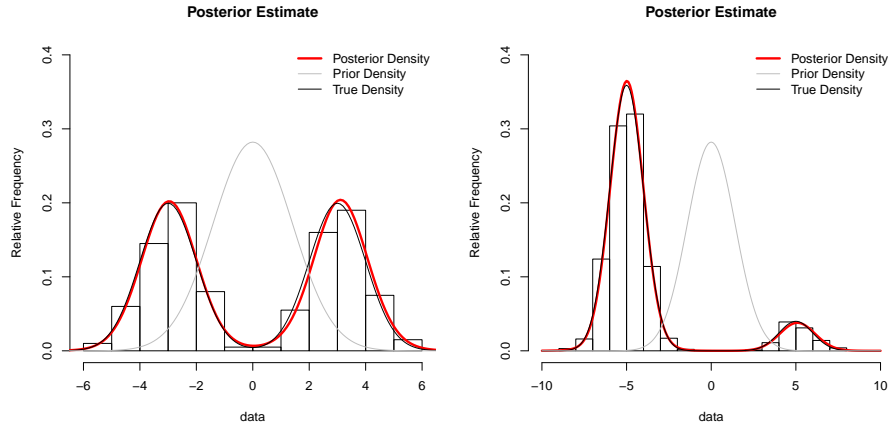 Posterior Estimate
Relative Frequency
0.0 0.1 0.2 0.3 0.4
Posterior Density
Prior Density
True Density
−6 −4 −2 0 2 4 6
data
Posterior Estimate
Relative Frequency
0.0 0.1 0.2 0.3 0.4
Posterior Density
Prior Density
True Density
−10 −5 0 5 10
data